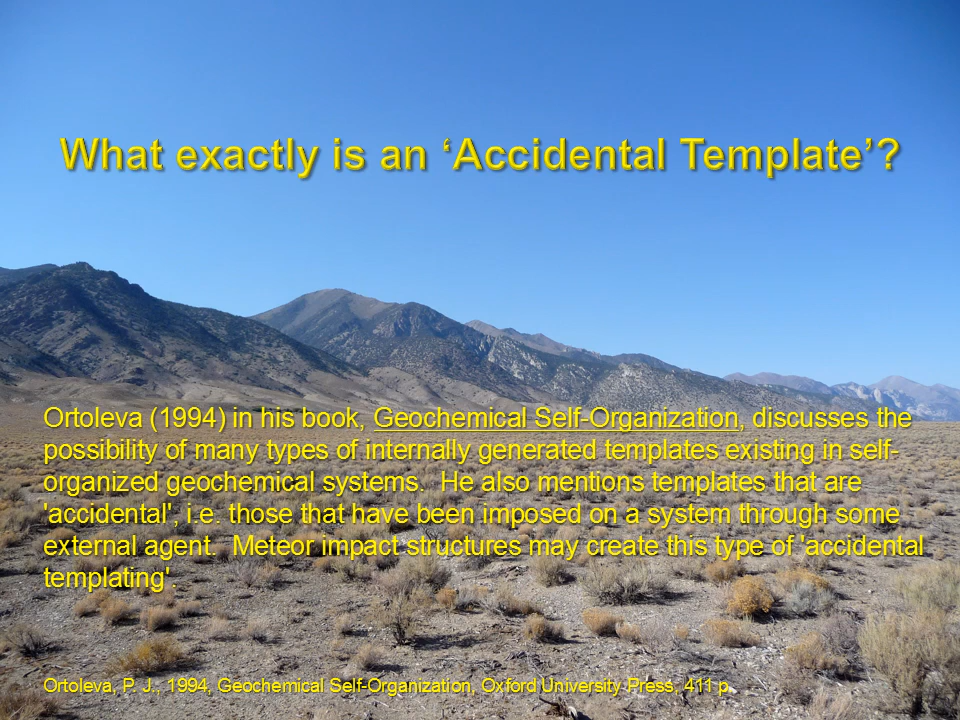 What exactly is an ‘Accidental Template’?
Ortoleva (1994) in his book, Geochemical Self-Organization, discusses the
possibility of many types of internally generated templates existing in self-
organized geochemical systems.  He also mentions templates that are
'accidental', i.e. those that have been imposed on a system through some
external agent.  Meteor impact structures may create this type of 'accidental
templating'.
Ortoleva, P. J., 1994, Geochemical Self-Organization, Oxford University Press, 411 p.